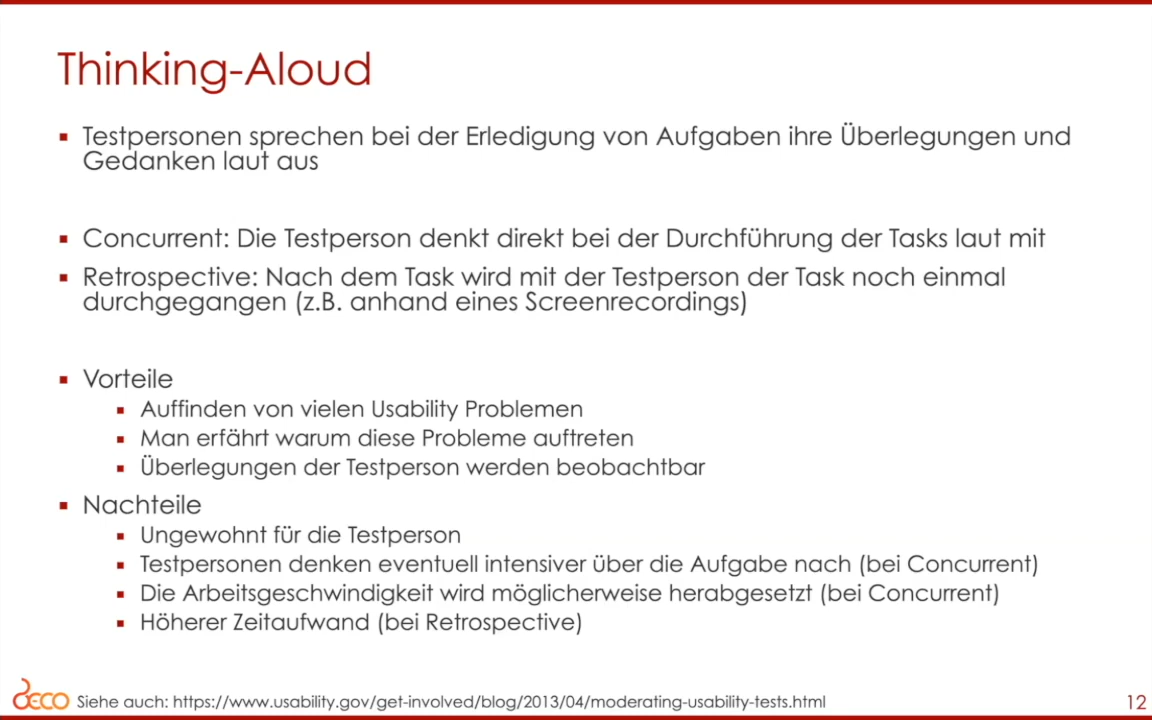 Thinking-Aloud
▪ Testpersonen sprechen bei der Erledigung von Aufgaben ihre Überlegungen und
Gedanken laut aus
▪ Concurrent: Die Testperson denkt direkt bei der Durchführung der Tasks laut mit
▪ Retrospective: Nach dem Task wird mit der Testperson der Task noch einmal
durchgegangen (z.B. anhand eines Screenrecordings)
▪ Vorteile
▪ Auffinden von vielen Usability Problemen
▪ Man erfährt warum diese Probleme auftreten
▪ Überlegungen der Testperson werden beobachtbar
▪ Nachteile
▪ Ungewohnt für die Testperson
▪ Testpersonen denken eventuell intensiver über die Aufgabe nach (bei Concurrent)
▪ Die Arbeitsgeschwindigkeit wird möglicherweise herabgesetzt (bei Concurrent)
▪ Höherer Zeitaufwand (bei Retrospective)
DECO Siehe auch: https://www.usability.gov/get-involved/blog/2013/04/moderating-usability-tests.html 12